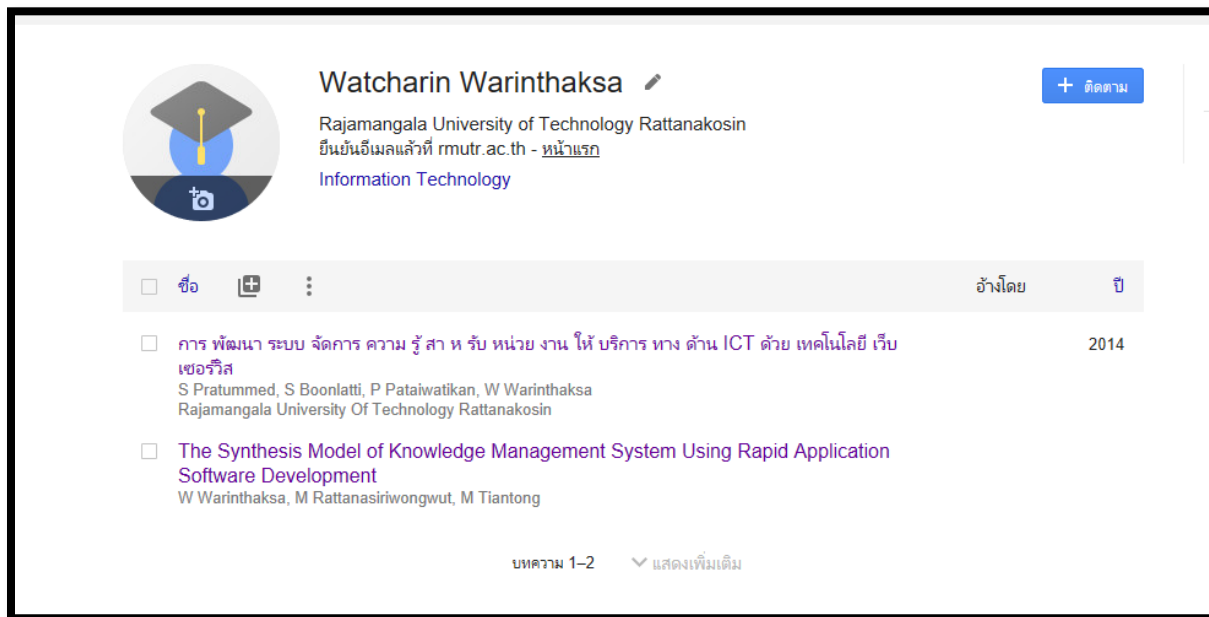 Watcharin Warinthaksa
+ ติดตาม
Rajamangala University of Technology Rattanakosin
ยืนยันอีเมลแล้วที่ rmutr.ac.th - หน้าแรก
Information Technology
ชื่อ อ้างโดย ปี
การ พัฒนา ระบบ จัดการ ความ รู้ สา ห รับ หน่วย งาน ให้ บริการ ทาง ด้าน ICT ด้วย เทคโนโลยี เว็บ 2014
เซอร์วิส
S Pratummed, S Boonlatti, P Pataiwatikan, W Warinthaksa
Rajamangala University Of Technology Rattanakosin
The Synthesis Model of Knowledge Management System Using Rapid Application
Software Development
W Warinthaksa, M Rattanasiriwongwut, M Tiantong
บทความ 1–2 แสดงเพิ่มเติม